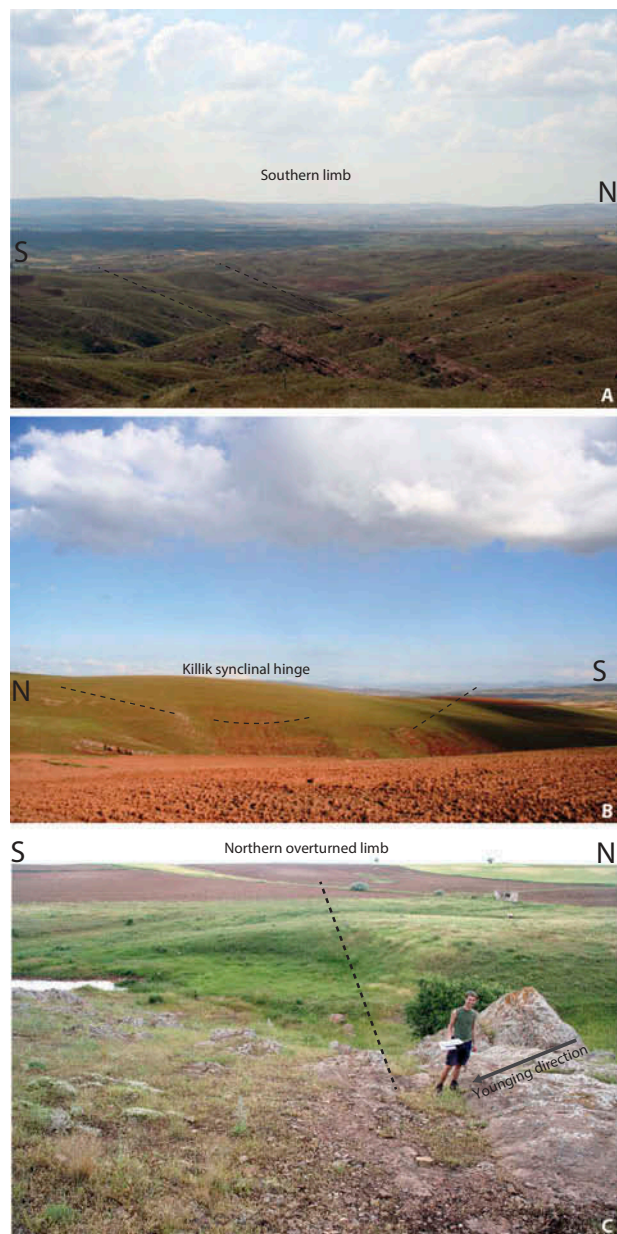 Southern limb
N
S
A
Killik synclinal hinge
S
N
B
S Northern overturned limb N
Younging direction
C